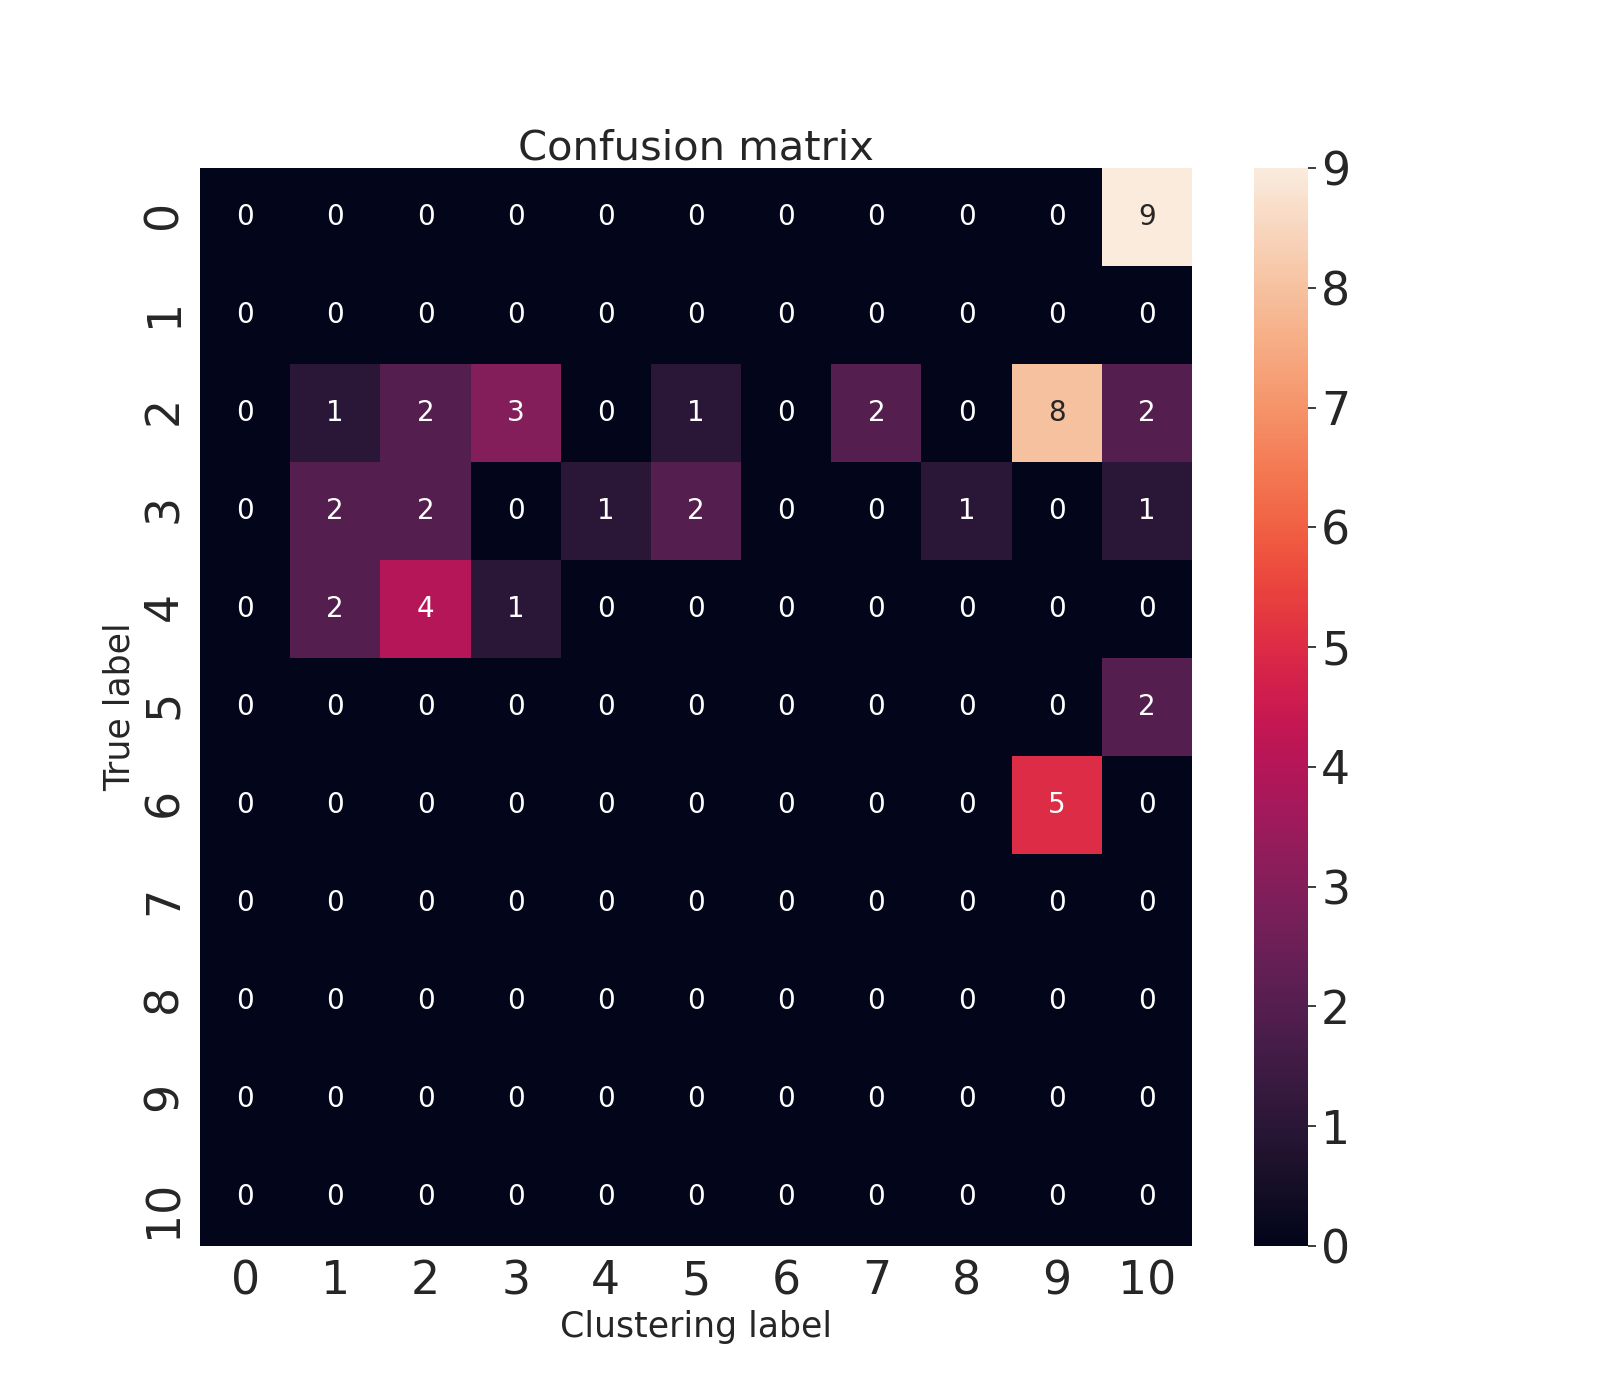 Confusion matrix
0 0 0 0 0 0 0 0 0 0 0 9
1 0 0 0 0 0 0 0 0 0 0 0
2 0 1 2 3 0 1 0 2 0 8 2
3 0 2 2 0 1 2 0 0 1 0 1
4 0 2 4 1 0 0 0 0 0 0 0
5 0 0 0 0 0 0 0 0 0 0 2
6 0 0 0 0 0 0 0 0 0 5 0
7 0 0 0 0 0 0 0 0 0 0 0
8 0 0 0 0 0 0 0 0 0 0 0
9 0 0 0 0 0 0 0 0 0 0 0
10 0 0 0 0 0 0 0 0 0 0 0
True label
0 1 2 3 4 5 6 7 8 9 10
Clustering label
9
8
7
6
5
4
3
2
1
0